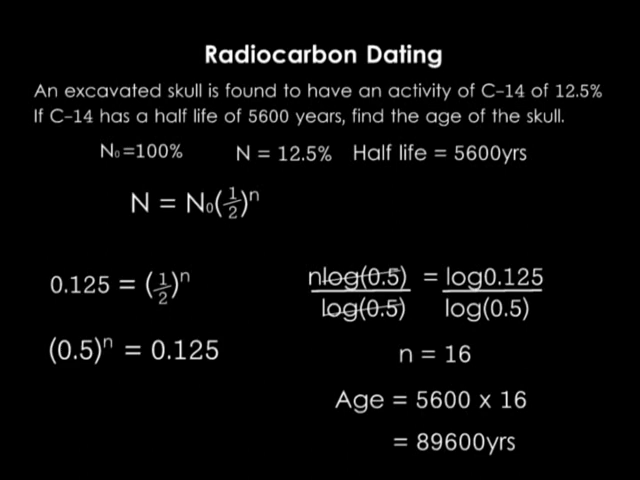 Radiocarbon Dating
An excavated skull is found to have an activity of C-14 of 12.5%
If C-14 has a half life of 5600 years, find the age of the skull.
N₀=100% N = 12.5% Half life = 5600yrs
N = N₀(½)ⁿ
0.125 = (½)ⁿ
(0.5)ⁿ = 0.125
nlog(0.5) = log0.125
log(0.5) log(0.5)
n = 16
Age = 5600 x 16
= 89600yrs